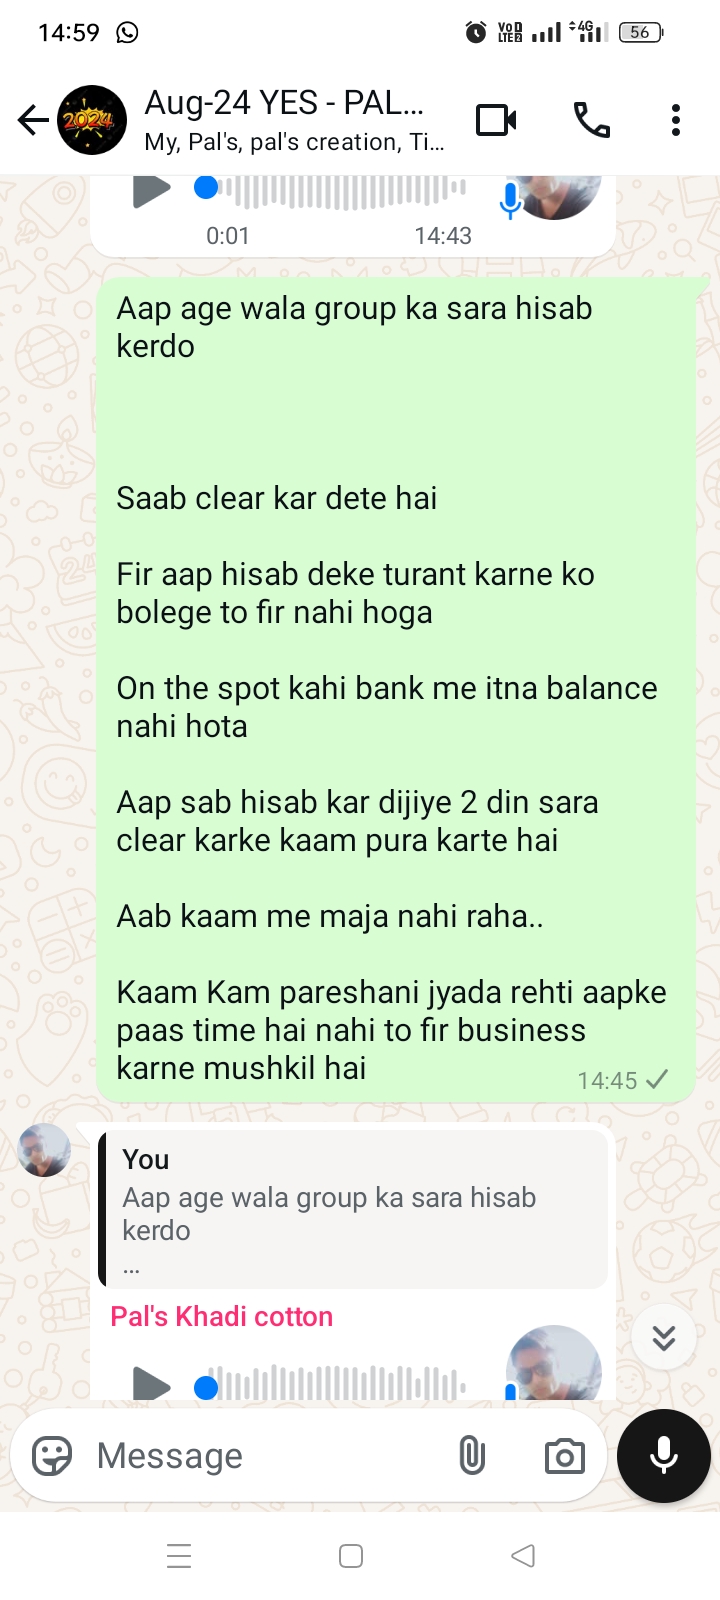 14:59
VoD LTE2 4G 56
2024
Aug-24 YES - PAL...
My, Pal's, pal's creation, Ti...
0:01 14:43
Aap age wala group ka sara hisab
kerdo
Saab clear kar dete hai
Fir aap hisab deke turant karne ko
bolege to fir nahi hoga
On the spot kahi bank me itna balance
nahi hota
Aap sab hisab kar dijiye 2 din sara
clear karke kaam pura karte hai
Aab kaam me maja nahi raha..
Kaam Kam pareshani jyada rehti aapke
paas time hai nahi to fir business
karne mushkil hai
14:45
You
Aap age wala group ka sara hisab
kerdo
...
Pal's Khadi cotton
Message